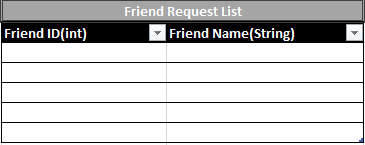 Friend Request List
Friend ID(int) Friend Name(String)